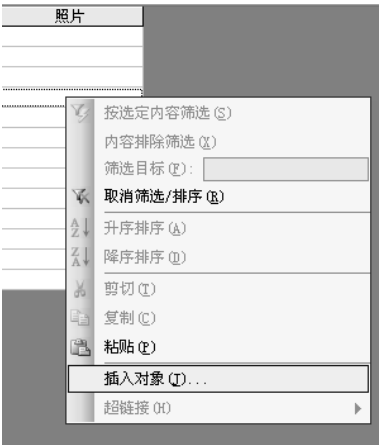 照片
按选定内容筛选(S)
内容排除筛选(X)
筛选目标(F):
取消筛选/排序(R)
升序排序(A)
降序排序(D)
剪切(T)
复制(C)
粘贴(P)
插入对象(J)...
超链接(H)